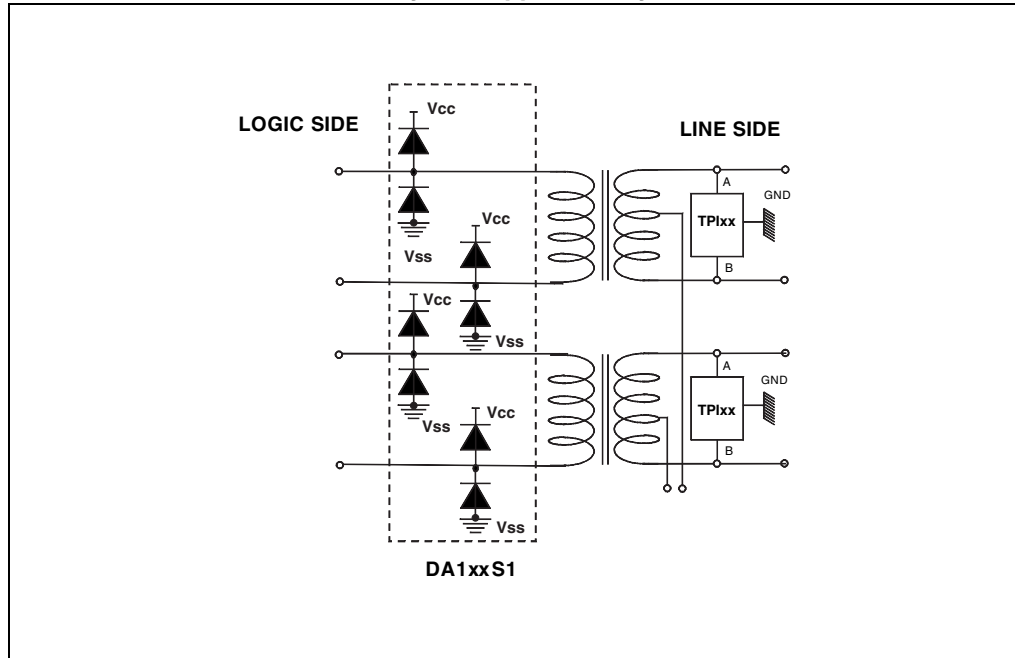 LOGIC SIDE
LINE SIDE
Vcc
A
GND
TPIxx
B
Vcc
Vss
Vcc
Vss
A
GND
TPIxx
B
Vss
Vcc
Vss
DA1xxS1